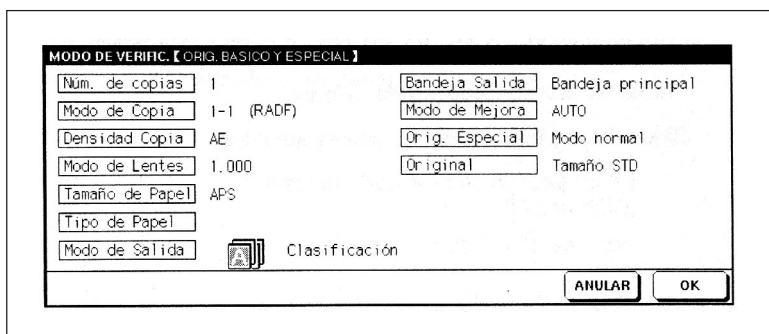 MODO DE VERIFIC.【ORIG. BASICO Y ESPECIAL】
Núm. de copias 1 Bandeja Salida Bandeja principal
Modo de Copia 1-1 (RADF) Modo de Mejora AUTO
Densidad Copia AE Orig. Especial Modo normal
Modo de Lentes 1.000 Original Tamaño STD
Tamaño de Papel APS
Tipo de Papel
Modo de Salida A Clasificación
ANULAR OK